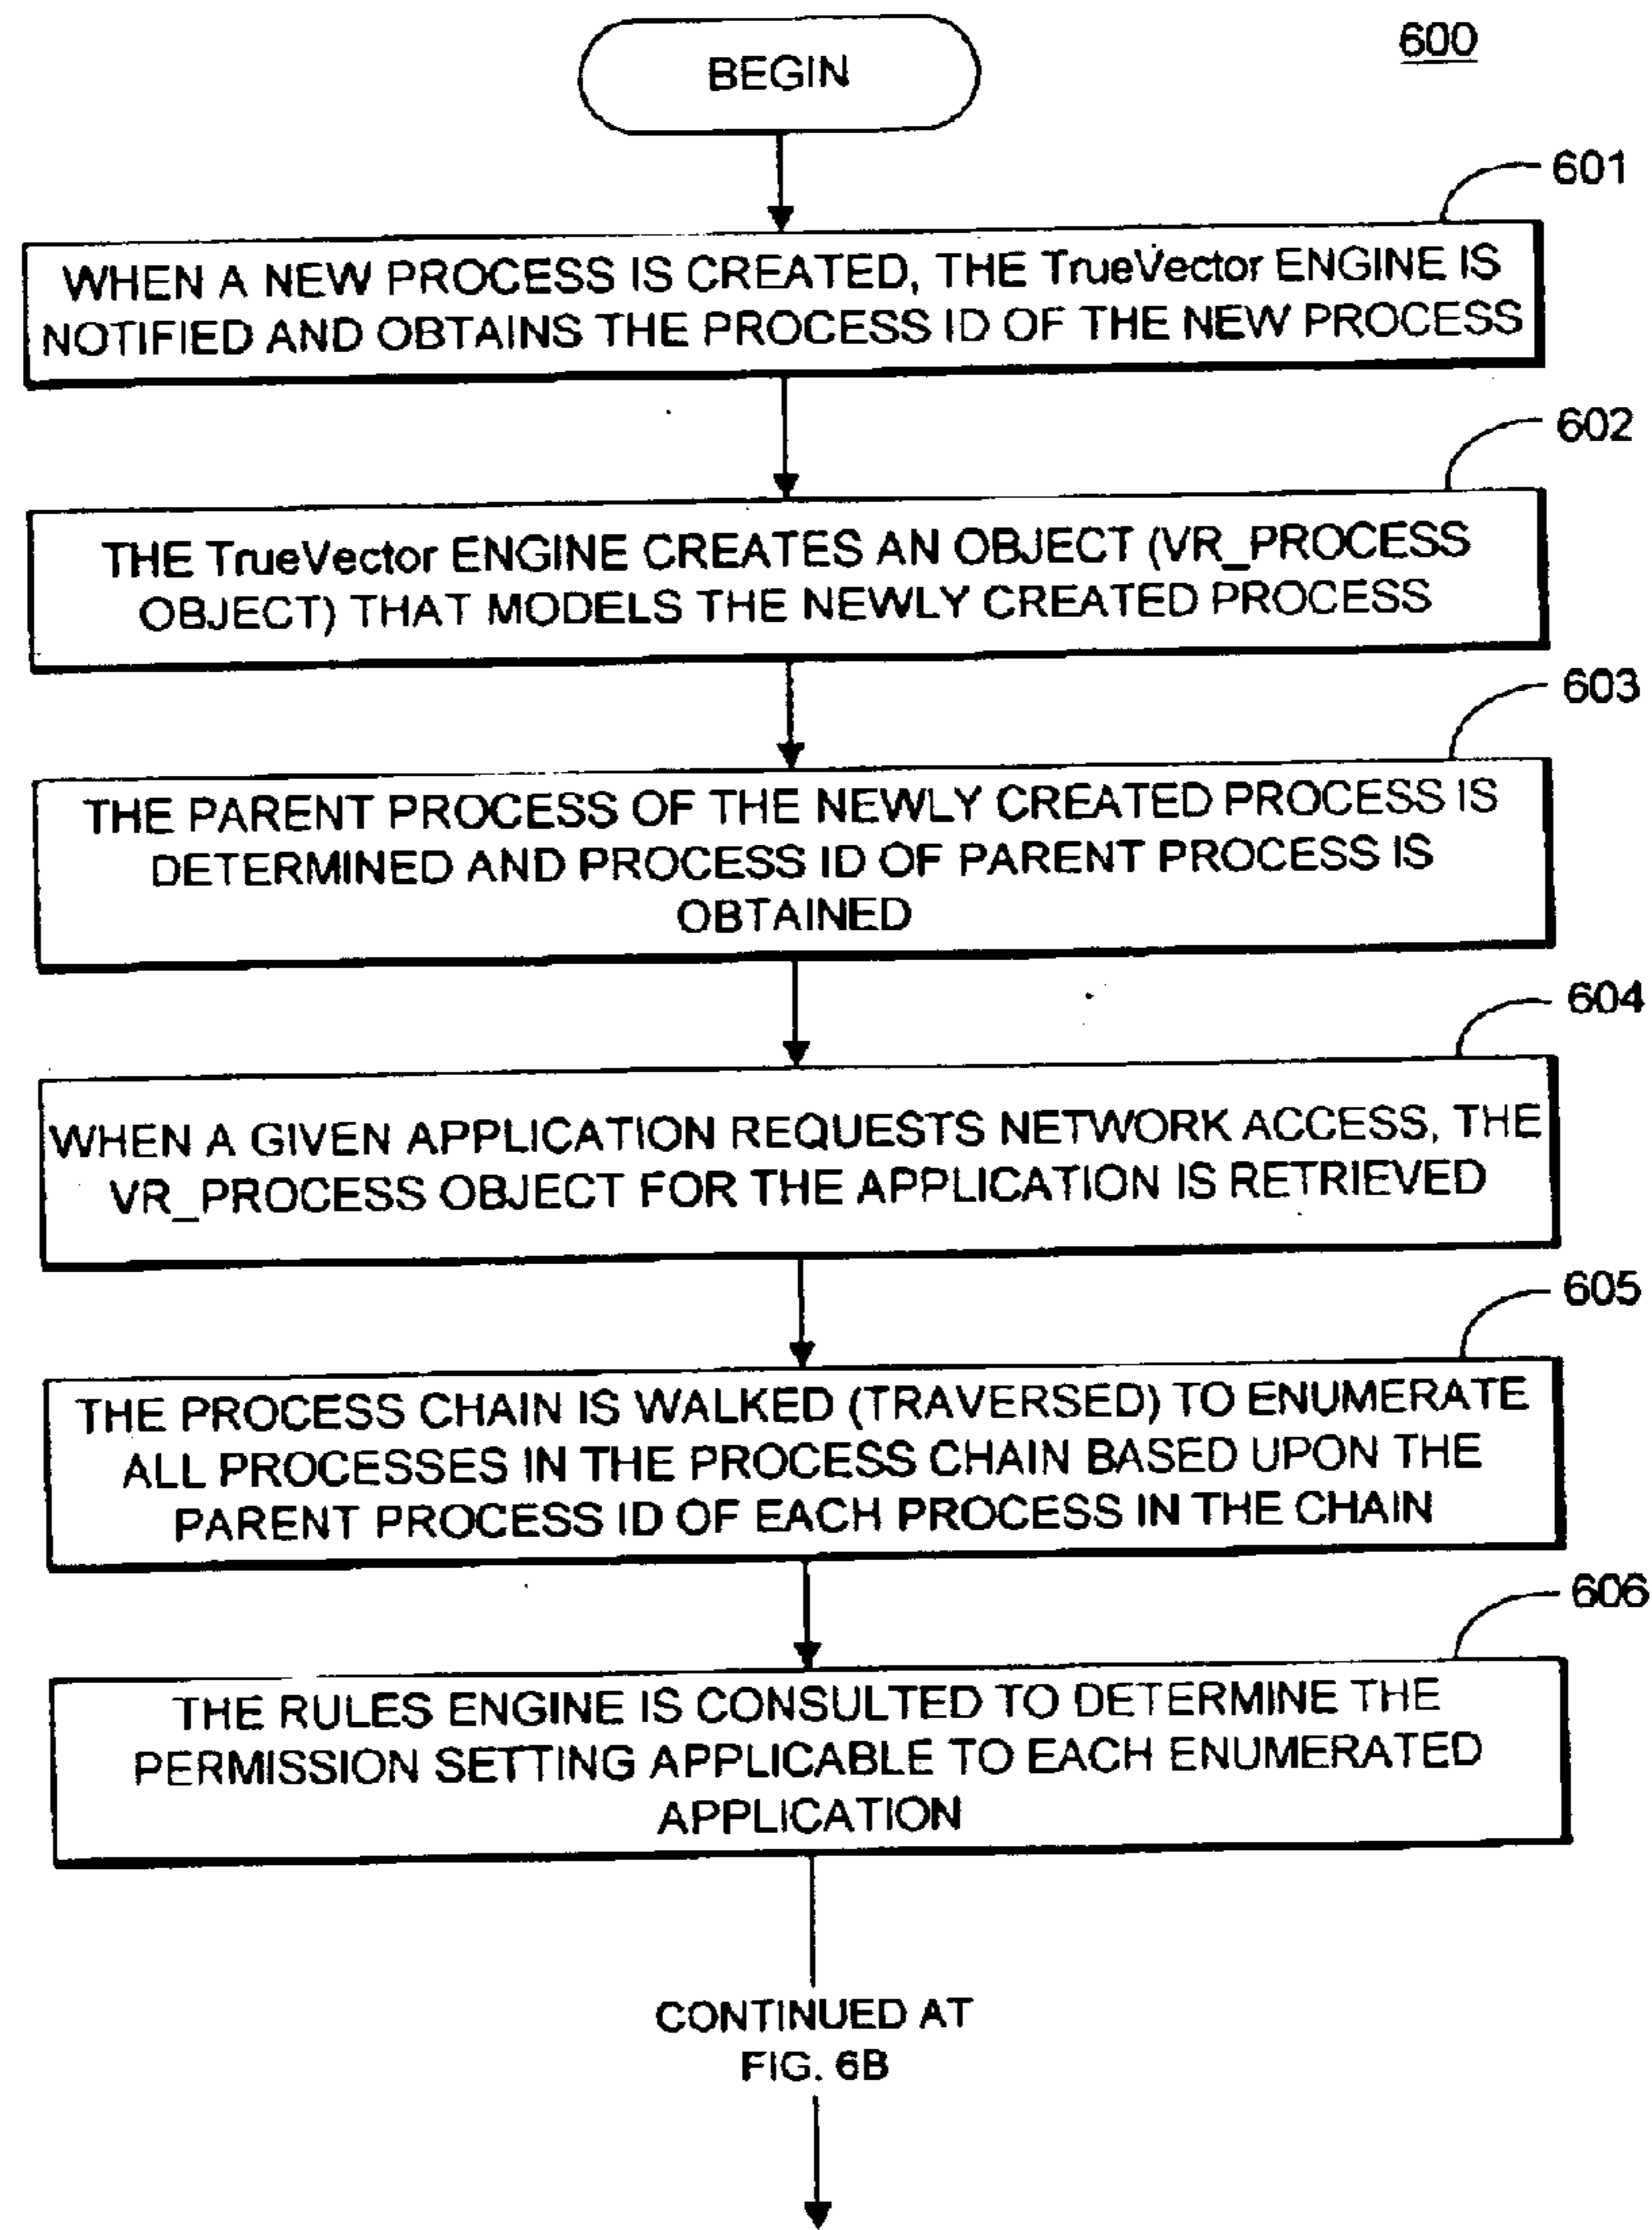 BEGIN
600
601
WHEN A NEW PROCESS IS CREATED, THE TrueVector ENGINE IS
NOTIFIED AND OBTAINS THE PROCESS ID OF THE NEW PROCESS
602
THE TrueVector ENGINE CREATES AN OBJECT (VR_PROCESS
OBJECT) THAT MODELS THE NEWLY CREATED PROCESS
603
THE PARENT PROCESS OF THE NEWLY CREATED PROCESS IS
DETERMINED AND PROCESS ID OF PARENT PROCESS IS
OBTAINED
604
WHEN A GIVEN APPLICATION REQUESTS NETWORK ACCESS, THE
VR_PROCESS OBJECT FOR THE APPLICATION IS RETRIEVED
605
THE PROCESS CHAIN IS WALKED (TRAVERSED) TO ENUMERATE
ALL PROCESSES IN THE PROCESS CHAIN BASED UPON THE
PARENT PROCESS ID OF EACH PROCESS IN THE CHAIN
606
THE RULES ENGINE IS CONSULTED TO DETERMINE THE
PERMISSION SETTING APPLICABLE TO EACH ENUMERATED
APPLICATION
CONTINUED AT
FIG. 6B